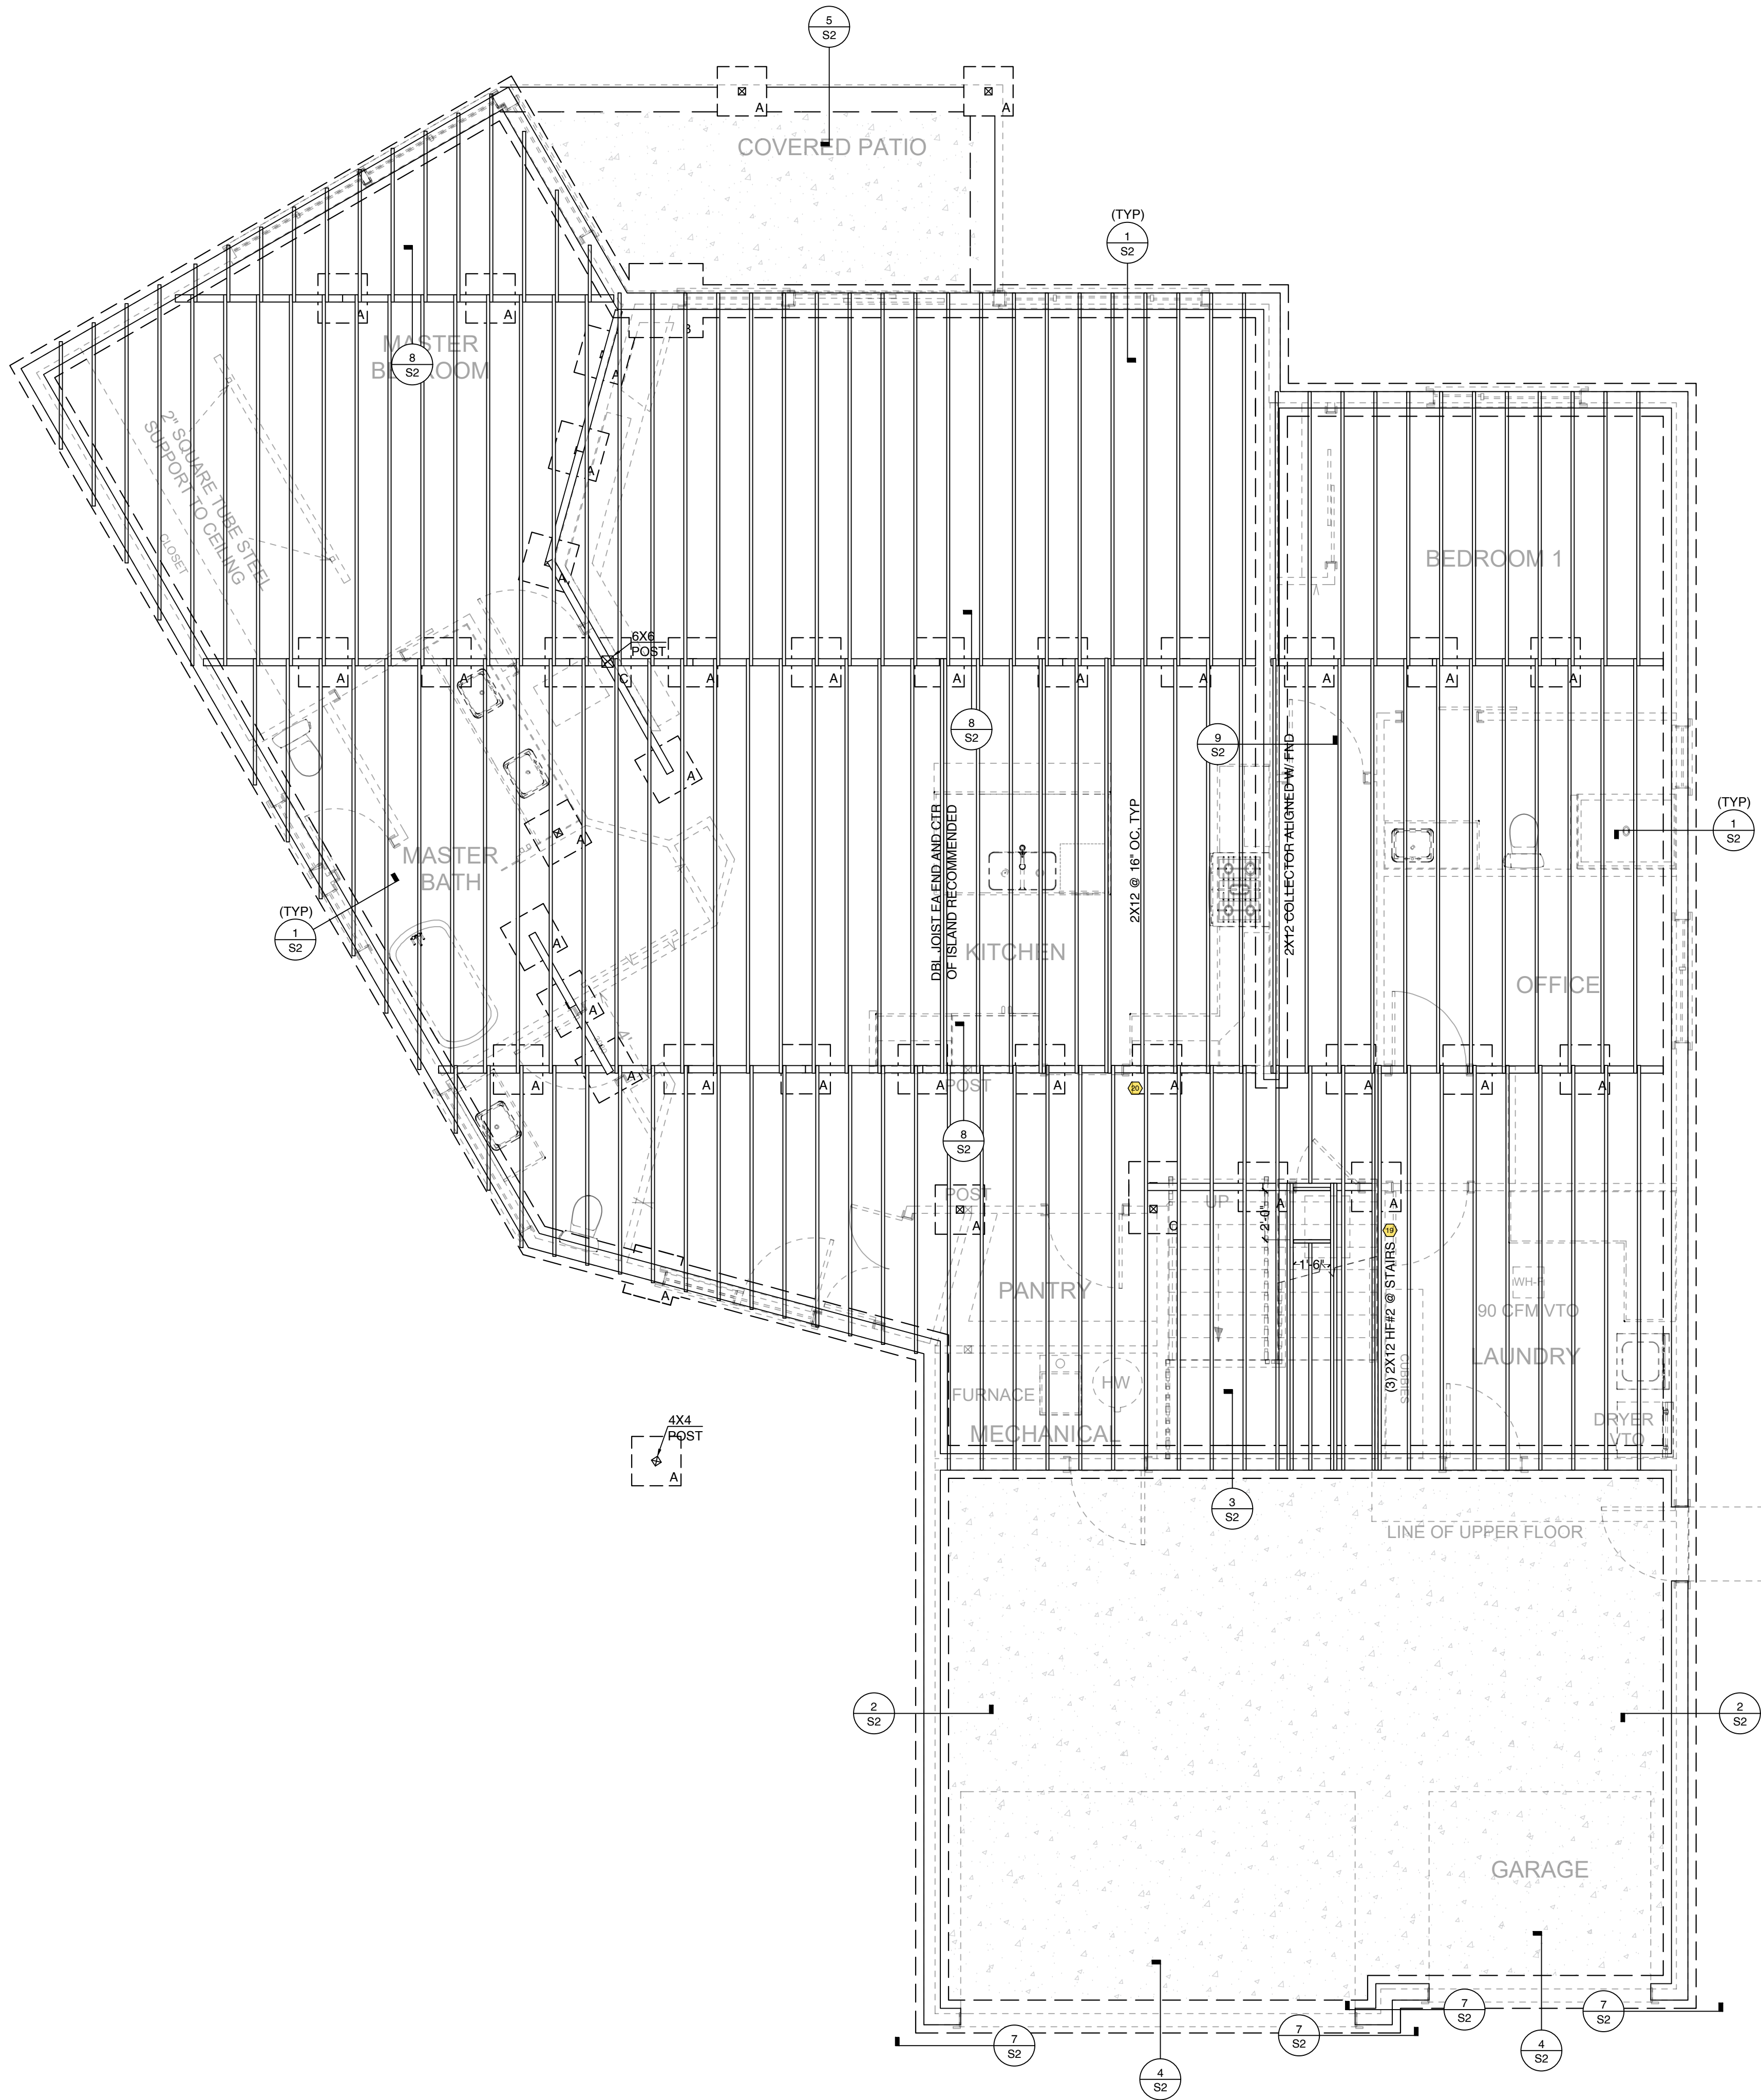 5
S2
A
A
COVERED PATIO
(TYP)
1
S2
A
A
MASTER
BEDROOM
8
S2
B
A
2" SQUARE TUBE STEEL
SUPPORT TO CEILING
CLOSET
A
A
BEDROOM 1
6X6
POST
A
A
C
A
A
A
A
A
A
A
A
8
S2
9
S2
A
(TYP)
1
S2
A
MASTER
BATH
DBL JOIST EA END AND CTR
OF ISLAND RECOMMENDED
2X12 @ 16" OC, TYP
2X12 COLLECTOR ALIGNED W/ FND
(TYP)
1
S2
A
KITCHEN
OFFICE
A
A
A
A
A
A
POST
A
A
20
A
A
A
A
8
S2
POST
A
C
UP
A
2'-0"
A
19
1'-6"
(3) 2X12 HF#2 @ STAIRS
A
PANTRY
WH-F
90 CFM VTO
LAUNDRY
CUBBIES
FURNACE
HW
MECHANICAL
DRYER
VTO
4X4
POST
A
3
S2
LINE OF UPPER FLOOR
2
S2
2
S2
GARAGE
7
S2
7
S2
7
S2
7
S2
4
S2
4
S2